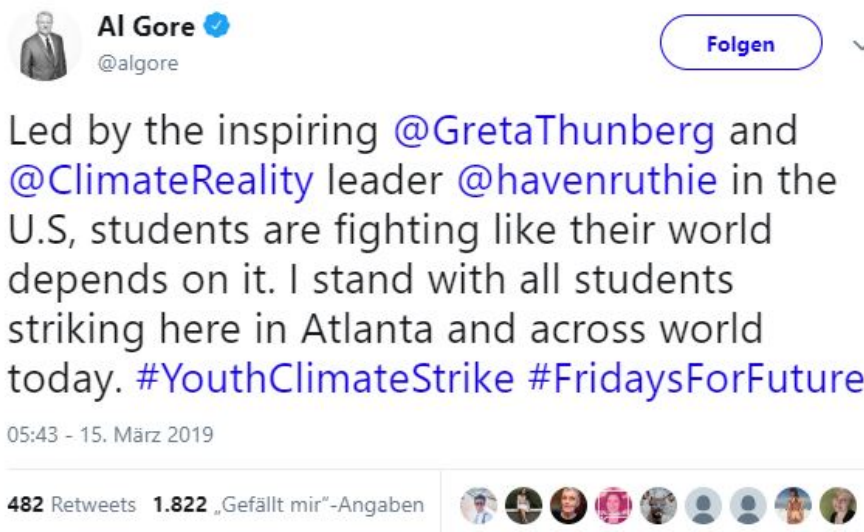 Al Gore
@algore
Folgen
Led by the inspiring @GretaThunberg and
@ClimateReality leader @havenruthie in the
U.S, students are fighting like their world
depends on it. I stand with all students
striking here in Atlanta and across world
today. #YouthClimateStrike #FridaysForFuture
05:43 - 15. März 2019
482 Retweets 1.822 „Gefällt mir“-Angaben